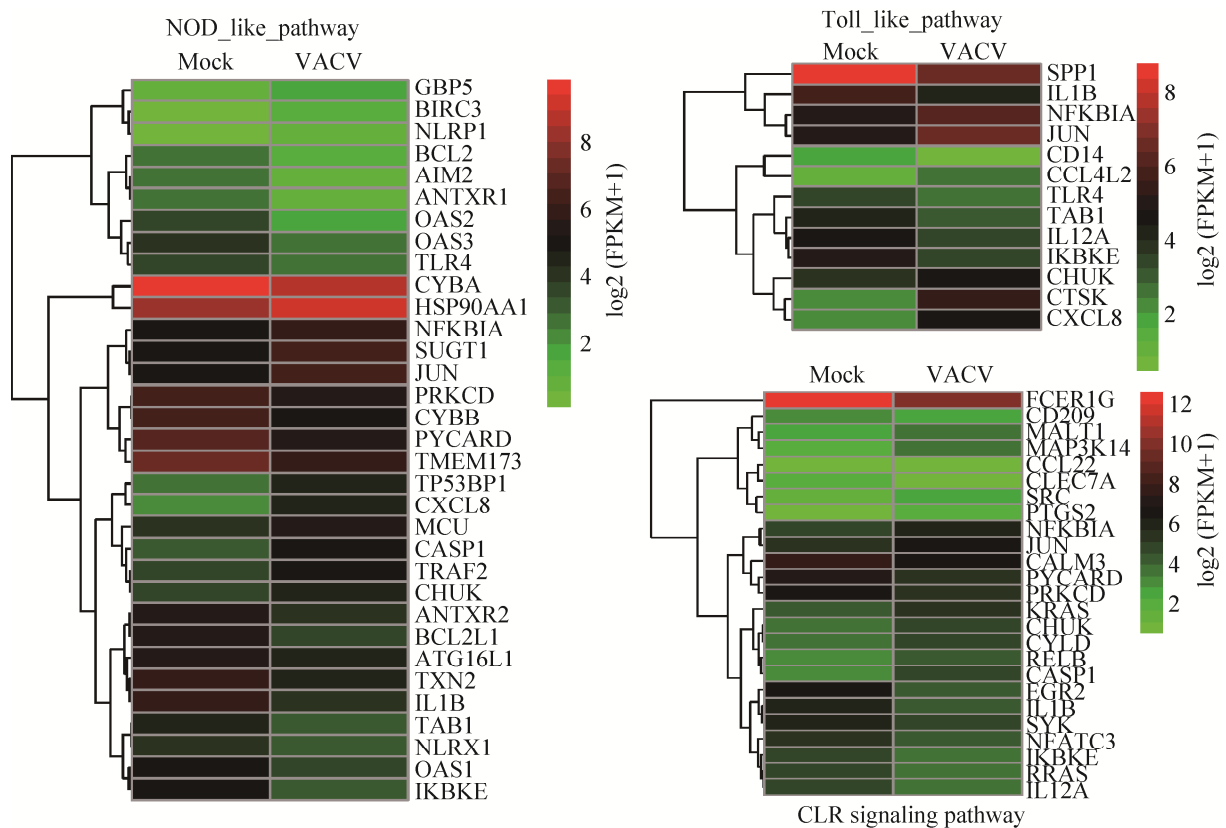 NOD_like_pathway
Mock VACV
GBP5
BIRC3
NLRP1
BCL2
AIM2
ANTXR1
OAS2
OAS3
TLR4
CYBA
HSP90AA1
NFKBIA
SUGT1
JUN
PRKCD
CYBB
PYCARD
TMEM173
TP53BP1
CXCL8
MCU
CASP1
TRAF2
CHUK
ANTXR2
BCL2L1
ATG16L1
TXN2
IL1B
TAB1
NLRX1
OAS1
IKBKE
8
6
4
2
log2 (FPKM+1)
Toll_like_pathway
Mock VACV
SPP1
IL1B
NFKBIA
JUN
CD14
CCL4L2
TLR4
TAB1
IL12A
IKBKE
CHUK
CTSK
CXCL8
8
6
4
2
log2 (FPKM+1)
Mock VACV
FCER1G
CD209
MALT1
MAP3K14
CCL22
CLEC7A
SRC
PTGS2
NFKBIA
JUN
CALM3
PYCARD
PRKCD
KRAS
CHUK
CYLD
RELB
CASP1
EGR2
IL1B
SYK
NFATC3
IKBKE
RRAS
IL12A
12
10
8
6
4
2
log2 (FPKM+1)
CLR signaling pathway